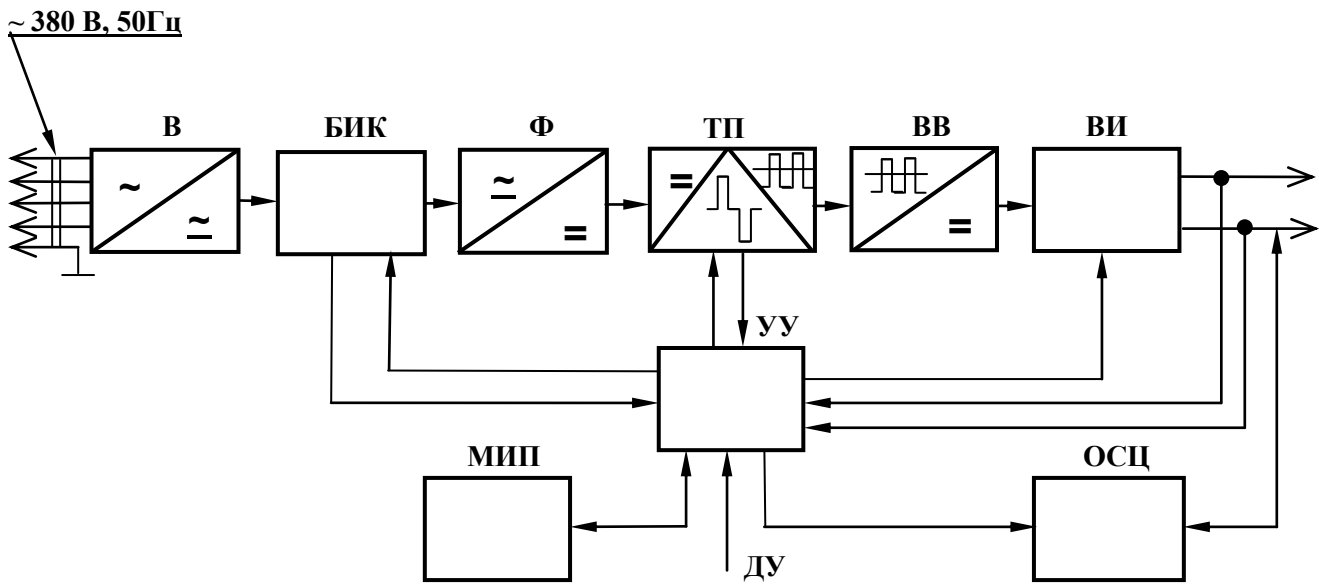 ~ 380 В, 50Гц
В БИК Ф ТП ВВ ВИ
~ ~ ~ = = =
УУ
МИП ОСЦ
ДУ